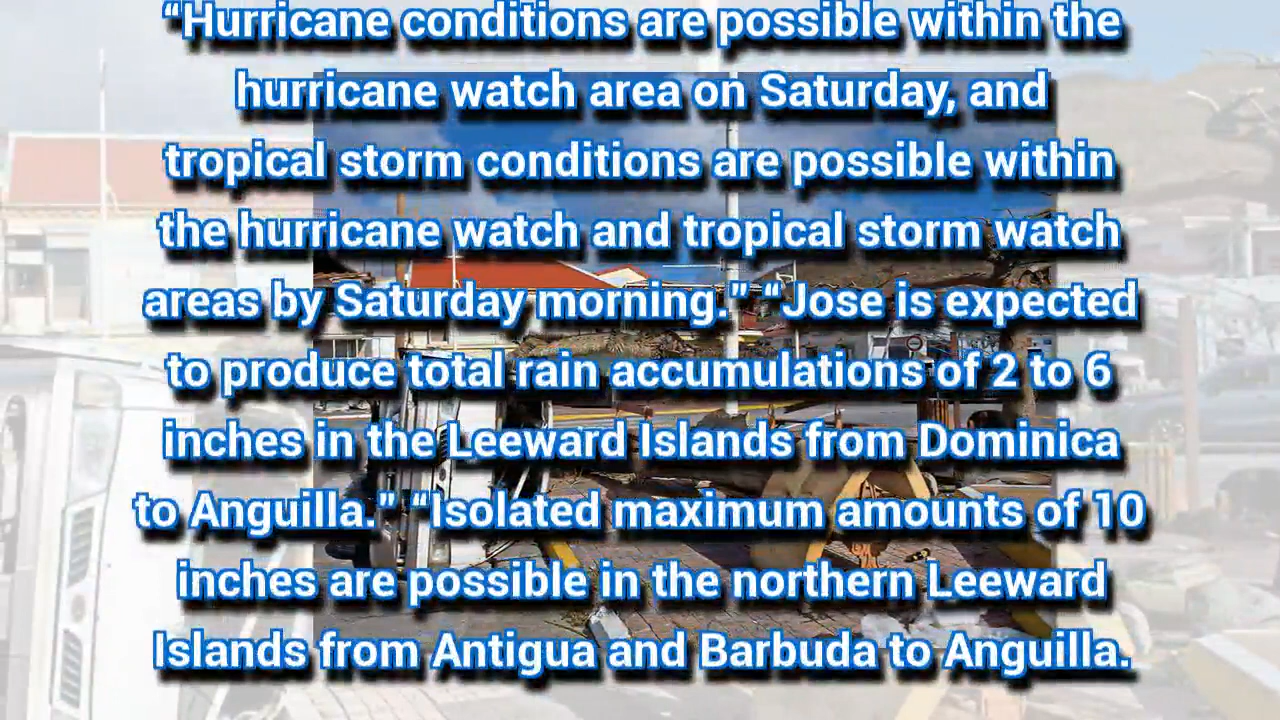 “Hurricane conditions are possible within the
hurricane watch area on Saturday, and
tropical storm conditions are possible within
the hurricane watch and tropical storm watch
areas by Saturday morning.” “Jose is expected
to produce total rain accumulations of 2 to 6
inches in the Leeward Islands from Dominica
to Anguilla.” “Isolated maximum amounts of 10
inches are possible in the northern Leeward
Islands from Antigua and Barbuda to Anguilla.